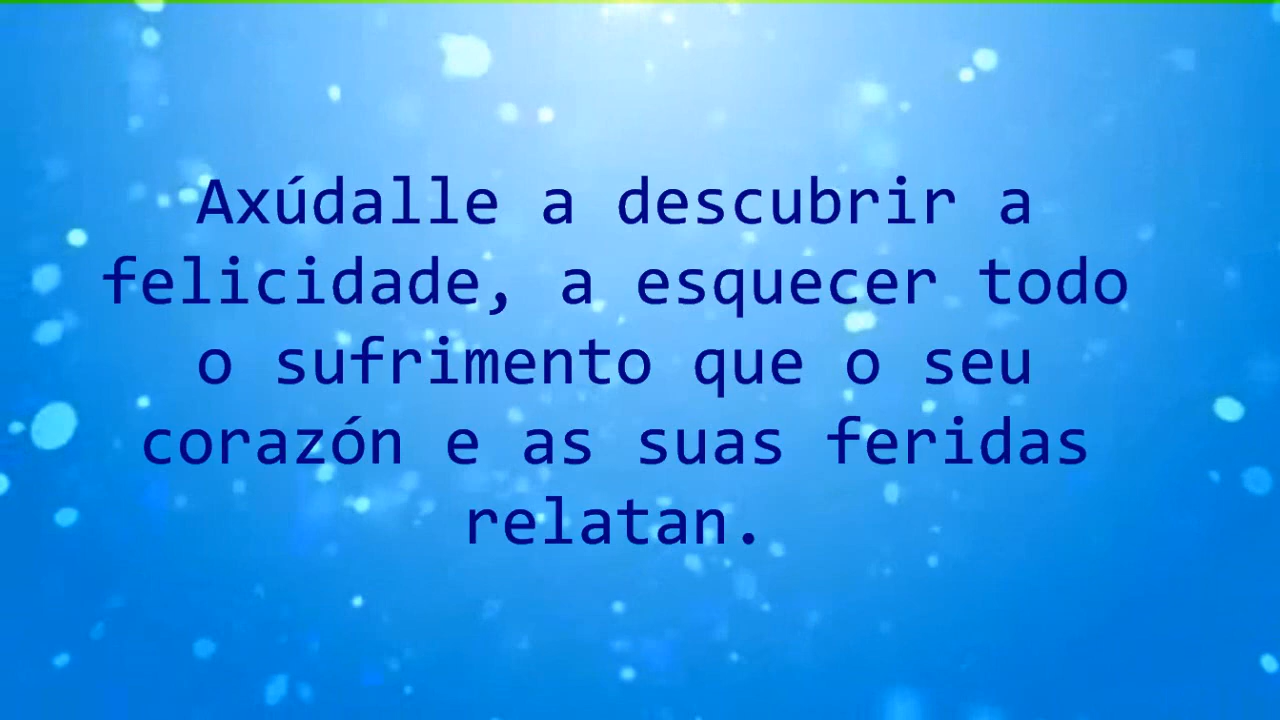 Axúdalle a descubrir a
felicidade, a esquecer todo
o sufrimento que o seu
corazón e as suas feridas
relatan.